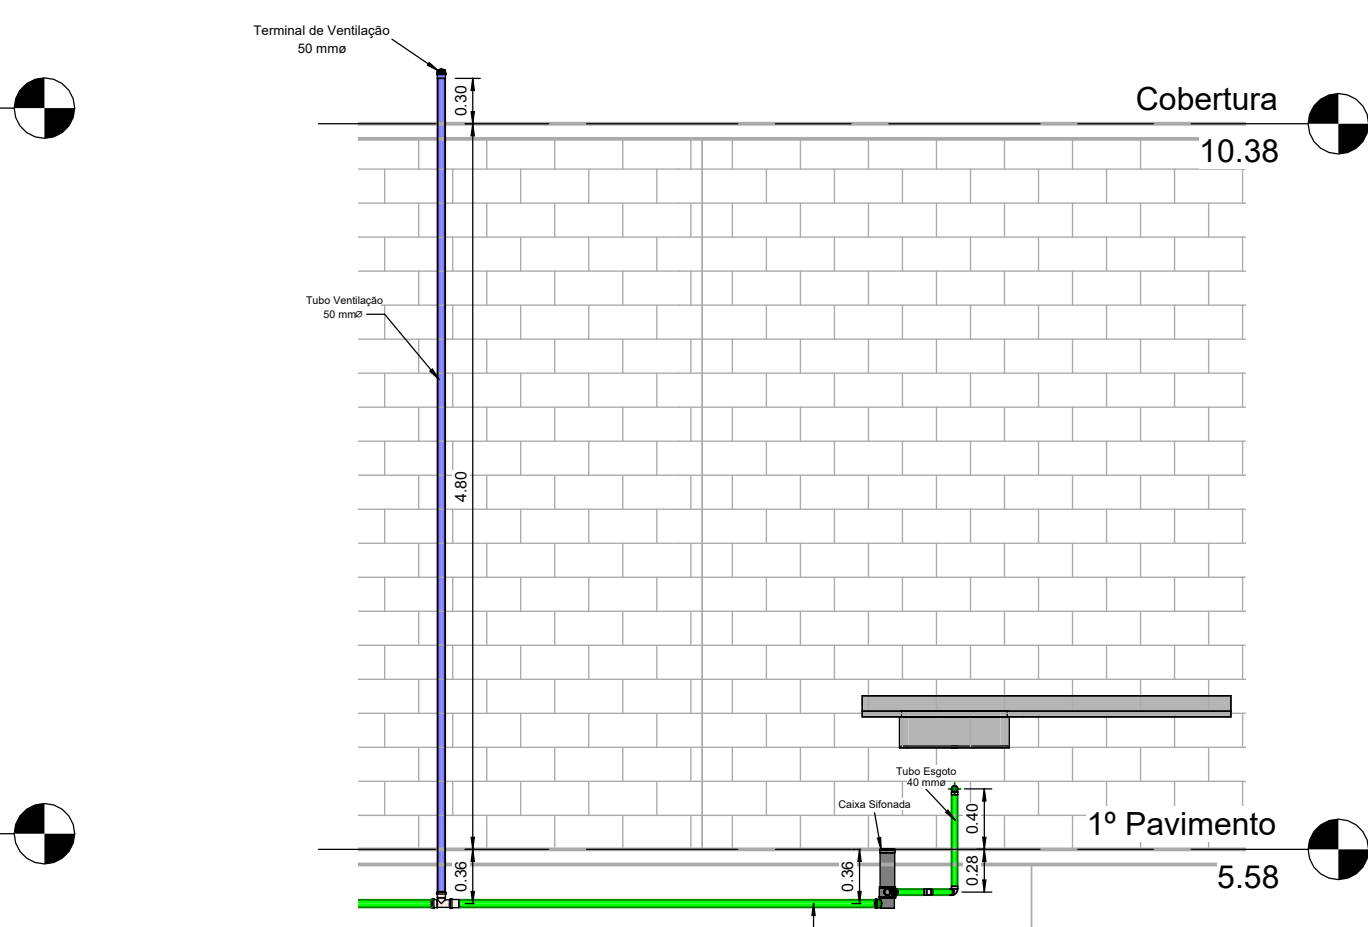 Terminal de Ventilação
50 mmø
0.30
Cobertura
10.38
Tubo Ventilação
50 mm∅
4.80
Tubo Esgoto
40 mmø
Caixa Sifonada
0.40
1º Pavimento
0.36
0.36
0.28
5.58